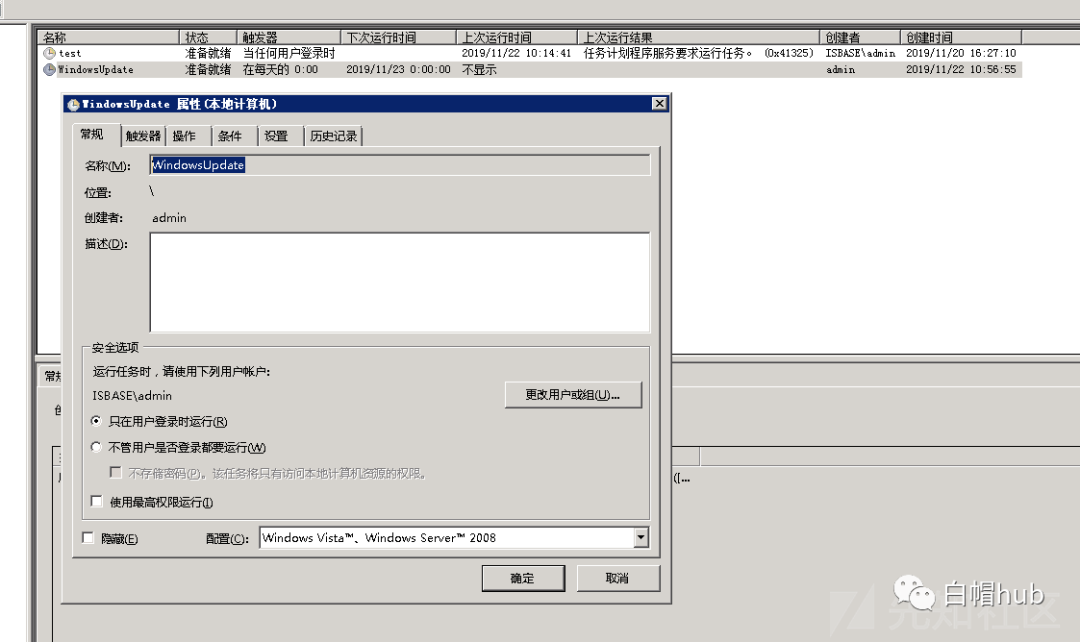 名称 状态 触发器 下次运行时间 上次运行时间 上次运行结果 创建者 创建时间
test 准备就绪 当任何用户登录时 2019/11/22 10:14:41 任务计划程序服务要求运行任务。 (0x41325) ISBASE\admin 2019/11/20 16:27:10
WindowsUpdate 准备就绪 在每天的 0:00 2019/11/23 0:00:00 不显示 admin 2019/11/22 10:56:55
WindowsUpdate 属性(本地计算机)
常规 触发器 操作 条件 设置 历史记录
名称(M): WindowsUpdate
位置: \
创建者: admin
描述(D):
安全选项
运行任务时，请使用下列用户帐户:
ISBASE\admin
更改用户或组(U)...
只在用户登录时运行(R)
不管用户是否登录都要运行(W)
不存储密码(P)。该任务将只有访问本地计算机资源的权限。
使用最高权限运行(I)
隐藏(E) 配置(C): Windows Vista™、Windows Server™ 2008
确定 取消
([...
白帽hub
先知社区